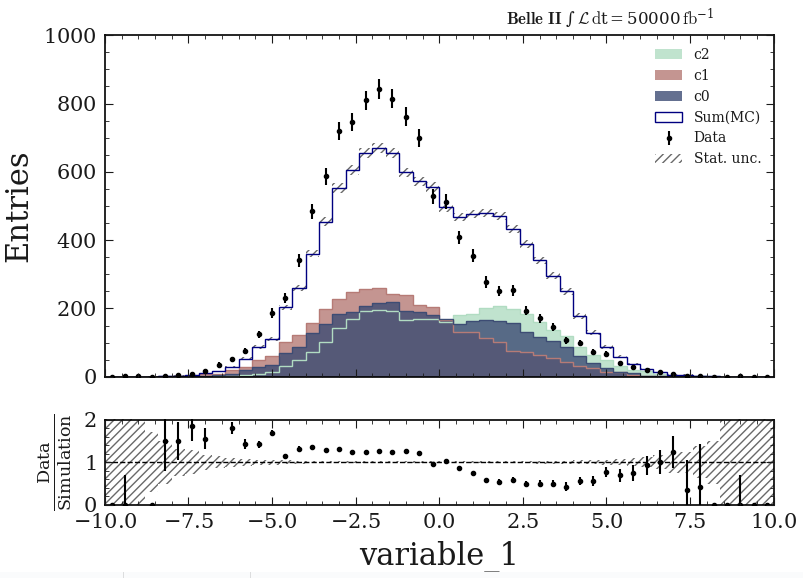 Belle II ∫ ℒ dt = 50000 fb⁻¹
1000
800
600
400
200
0
Entries
c2
c1
c0
Sum(MC)
Data
Stat. unc.
2
1
0
Data
Simulation
−10.0 −7.5 −5.0 −2.5 0.0 2.5 5.0 7.5 10.0
variable_1